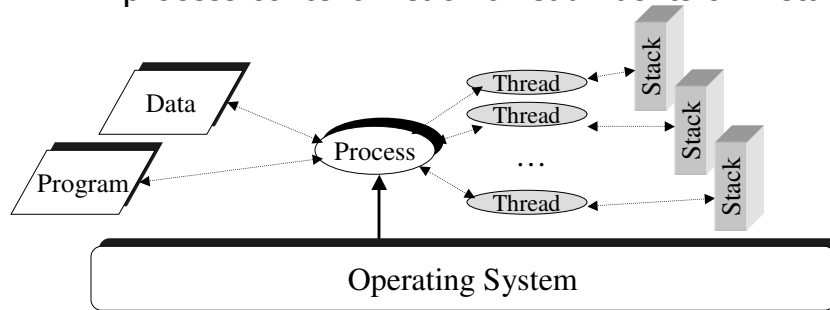 Stack
Thread
Data
Thread
Stack
Process
…
Program
Thread
Stack
Operating System